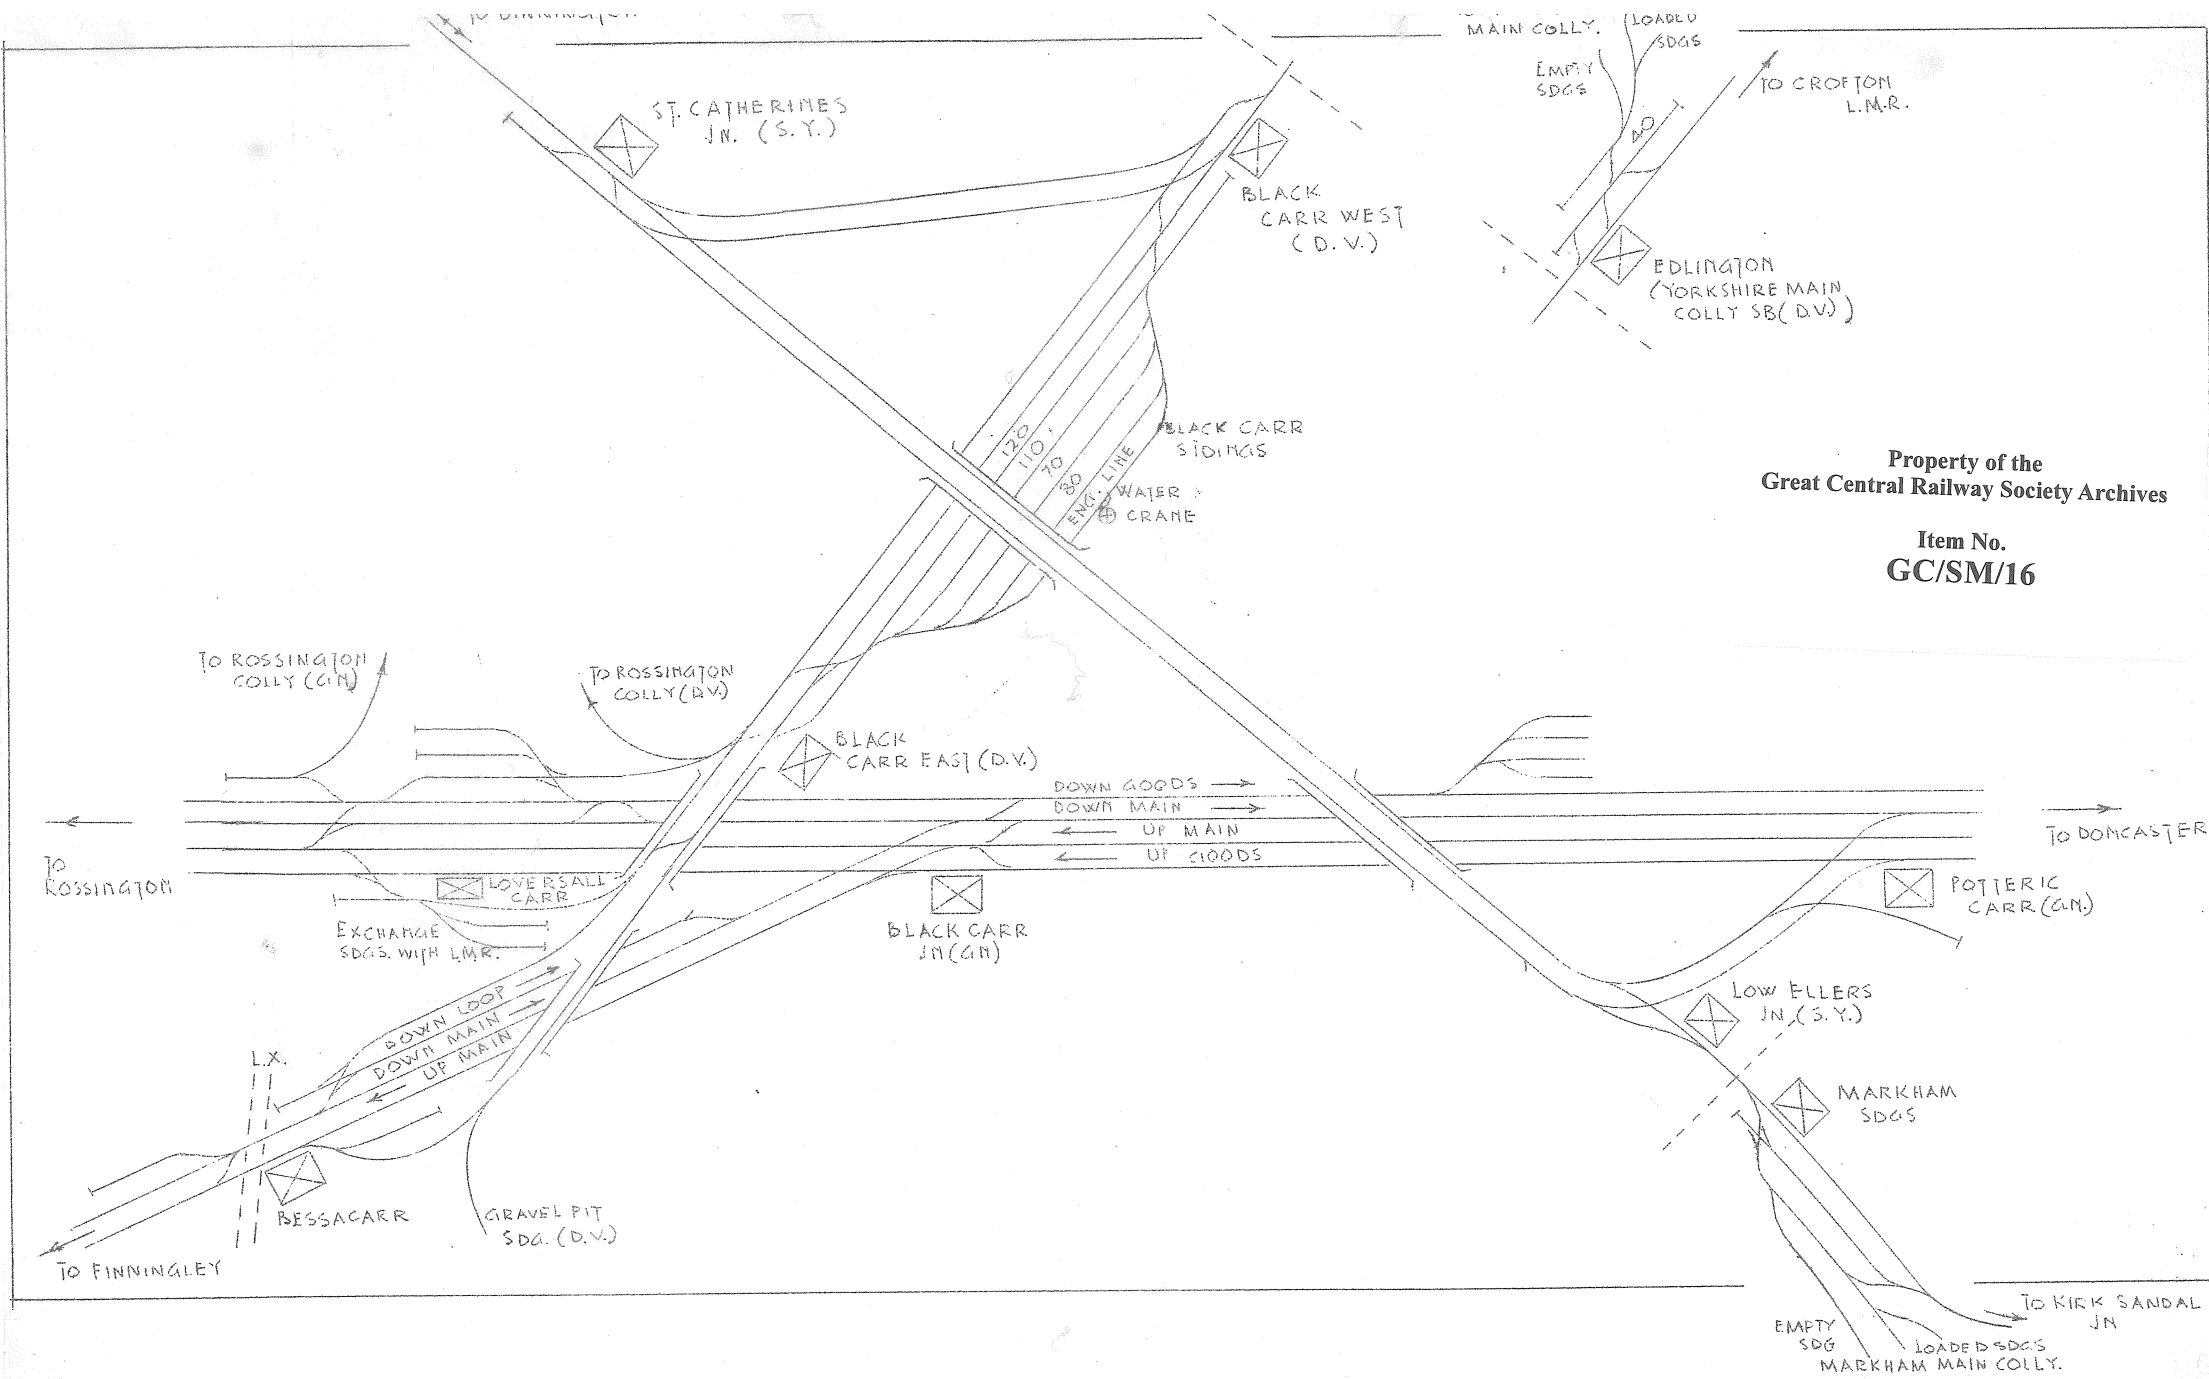 TO DINNINGTON
ST. CATHERINES
JN. (S.Y.)
MAIN COLLY.
LOADED
SDGS
EMPTY
SDGS
40
TO CROFTON
L.M.R.
BLACK
CARR WEST
(D.V.)
EDLINGTON
(YORKSHIRE MAIN
COLLY SB(D.V.)
120
110
70
80
ENG. LINE
BLACK CARR
SIDINGS
WATER
CRANE
Property of the
Great Central Railway Society Archives
Item No.
GC/SM/16
TO ROSSINGTON
COLLY (GN)
TO ROSSINGTON
COLLY (D.V.)
BLACK
CARR EAST (D.V.)
DOWN GOODS
DOWN MAIN
UP MAIN
UP GOODS
TO DONCASTER
TO
ROSSINGTON
LOVERSALL
CARR
EXCHANGE
SDGS. WITH L.M.R.
BLACK CARR
JN (GN)
POTTERIC
CARR (G.N.)
DOWN LOOP
DOWN MAIN
UP MAIN
LOW ELLERS
JN. (S.Y.)
L.X.
MARKHAM
SDGS
BESSACARR
GRAVEL PIT
SDG. (D.V.)
TO FINNINGLEY
TO KIRK SANDAL
JN
EMPTY
SDG
LOADED SDGS
MARKHAM MAIN COLLY.